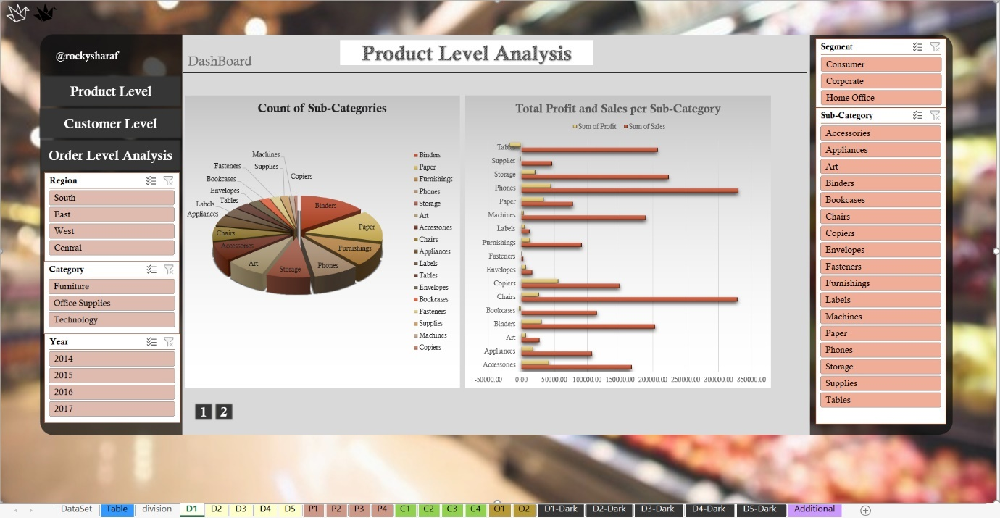 @rockysharaf
Product Level
Customer Level
Order Level Analysis
Region
South
East
West
Central
Category
Furniture
Office Supplies
Technology
Year
2014
2015
2016
2017
DashBoard
Product Level Analysis
Count of Sub-Categories
Machines
Fasteners
Supplies
Copiers
Bookcases
Envelopes
Tables
Labels
Appliances
Binders
Paper
Chairs
Furnishings
Accessories
Art
Storage
Phones
Binders
Paper
Furnishings
Phones
Storage
Art
Accessories
Chairs
Appliances
Labels
Tables
Envelopes
Bookcases
Fasteners
Supplies
Machines
Copiers
Total Profit and Sales per Sub-Category
Sum of Profit Sum of Sales
Tables
Supplies
Storage
Phones
Paper
Machines
Labels
Furnishings
Fasteners
Envelopes
Copiers
Chairs
Bookcases
Binders
Art
Appliances
Accessories
-50000.00 0.00 50000.00 100000.00 150000.00 200000.00 250000.00 300000.00 350000.00
1 2
Segment
Consumer
Corporate
Home Office
Sub-Category
Accessories
Appliances
Art
Binders
Bookcases
Chairs
Copiers
Envelopes
Fasteners
Furnishings
Labels
Machines
Paper
Phones
Storage
Supplies
Tables
DataSet Table division D1 D2 D3 D4 D5 P1 P2 P3 P4 C1 C2 C3 C4 O1 O2 D1-Dark D2-Dark D3-Dark D4-Dark D5-Dark Additional